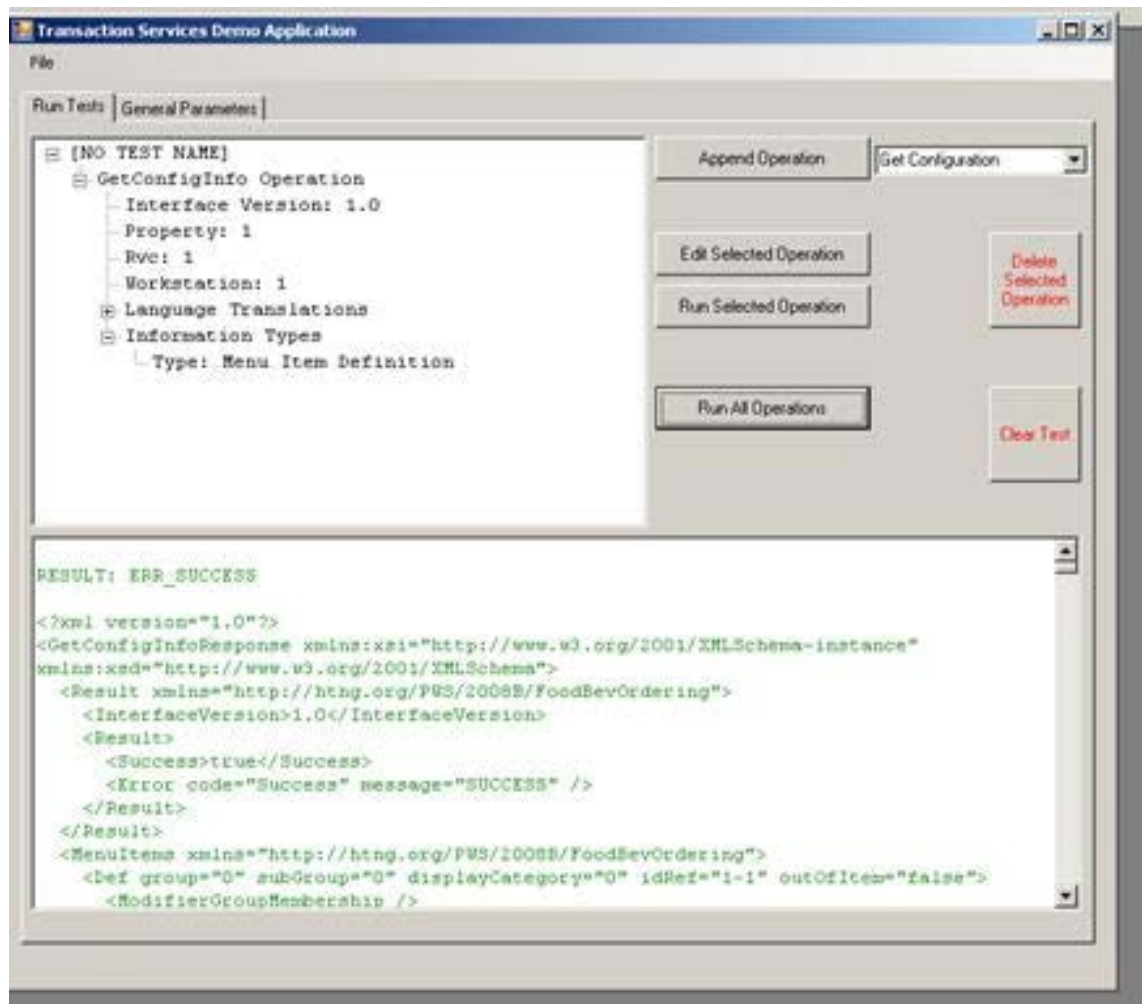 Transaction Services Demo Application
File
Run Tests
General Parameters
[NO TEST NAME]
GetConfigInfo Operation
Interface Version: 1.0
Property: 1
Rvc: 1
Workstation: 1
Language Translations
Information Types
Type: Menu Item Definition
Append Operation
Get Configuration
Edit Selected Operation
Run Selected Operation
Delete
Selected
Operation
Run All Operations
Clear Test
RESULT: ERR_SUCCESS
<?xml version="1.0"?>
<GetConfigInfoResponse xmlns:xsi="http://www.w3.org/2001/XMLSchema-instance"
xmlns:xsd="http://www.w3.org/2001/XMLSchema">
<Result xmlns="http://htng.org/PWS/2008B/FoodBevOrdering">
<InterfaceVersion>1.0</InterfaceVersion>
<Result>
<Success>true</Success>
<Error code="Success" message="SUCCESS" />
</Result>
</Result>
<MenuItems xmlns="http://htng.org/PWS/2008B/FoodBevOrdering">
<Def group="0" subGroup="0" displayCategory="0" idRef="1-1" outOfItem="false">
<ModifierGroupMembership />